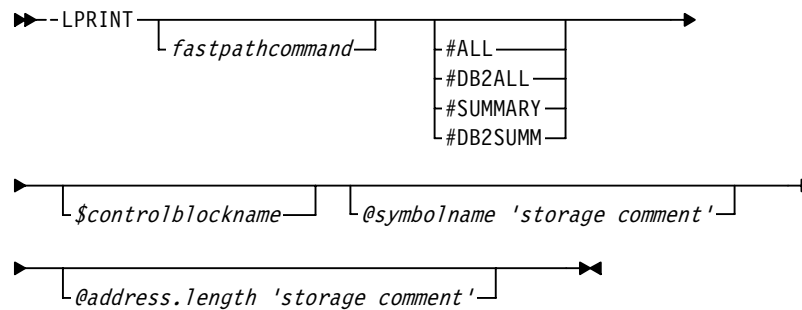 -LPRINT
fastpathcommand
#ALL
#DB2ALL
#SUMMARY
#DB2SUMM
$controlblockname
@symbolname 'storage comment'
@address.length 'storage comment'